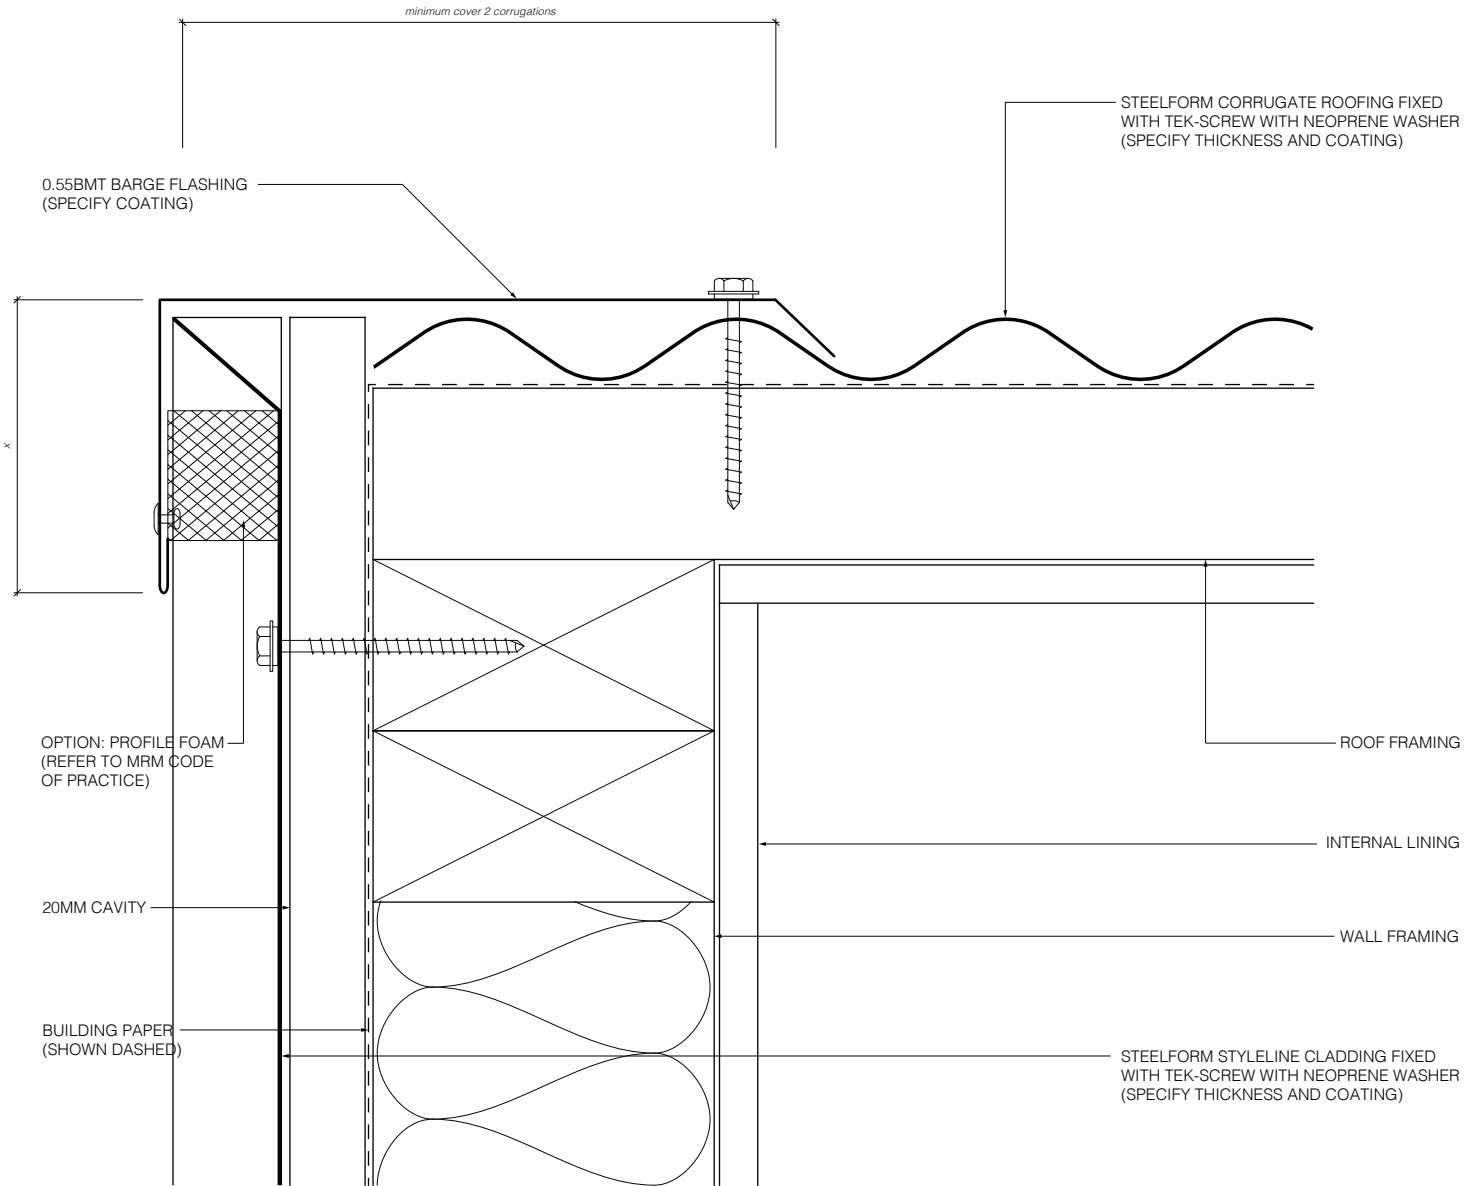 minimum cover 2 corrugations
STEELFORM CORRUGATE ROOFING FIXED
WITH TEK-SCREW WITH NEOPRENE WASHER
(SPECIFY THICKNESS AND COATING)
0.55BMT BARGE FLASHING
(SPECIFY COATING)
x
OPTION: PROFILE FOAM
(REFER TO MRM CODE
OF PRACTICE)
ROOF FRAMING
INTERNAL LINING
20MM CAVITY
WALL FRAMING
BUILDING PAPER
(SHOWN DASHED)
STEELFORM STYLELINE CLADDING FIXED
WITH TEK-SCREW WITH NEOPRENE WASHER
(SPECIFY THICKNESS AND COATING)